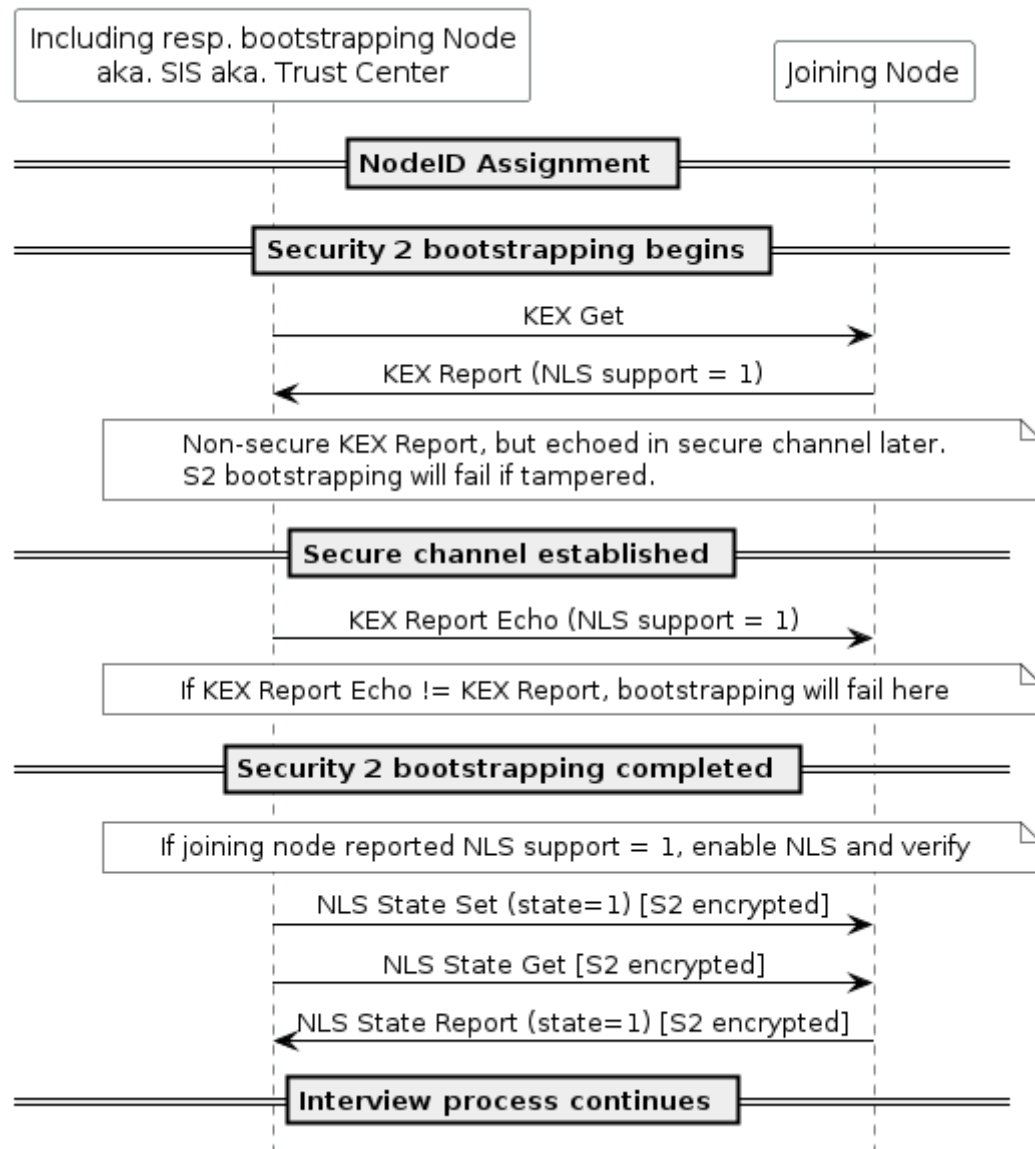 Including resp. bootstrapping Node
aka. SIS aka. Trust Center
Joining Node
NodeID Assignment
Security 2 bootstrapping begins
KEX Get
KEX Report (NLS support = 1)
Non-secure KEX Report, but echoed in secure channel later.
S2 bootstrapping will fail if tampered.
Secure channel established
KEX Report Echo (NLS support = 1)
If KEX Report Echo != KEX Report, bootstrapping will fail here
Security 2 bootstrapping completed
If joining node reported NLS support = 1, enable NLS and verify
NLS State Set (state=1) [S2 encrypted]
NLS State Get [S2 encrypted]
NLS State Report (state=1) [S2 encrypted]
Interview process continues